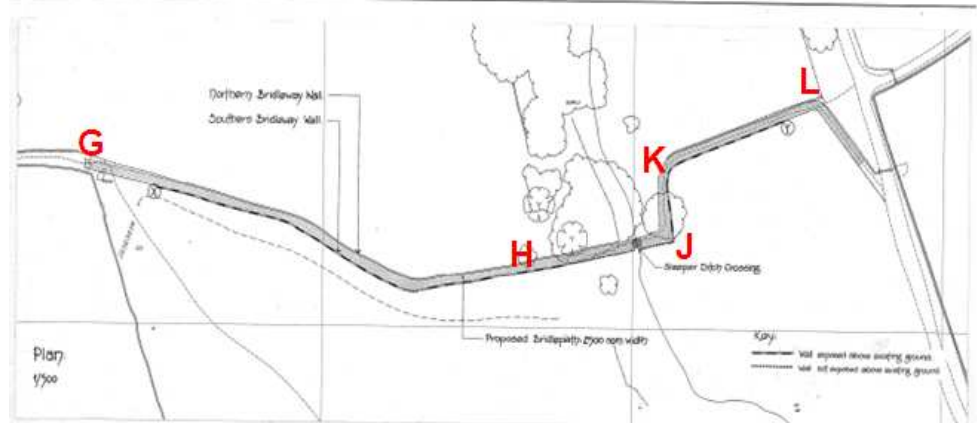 L
G
Northern Bridleway Wall
Southern Bridleway Wall
K
H
J
Sleeper Ditch Crossing
Proposed Bridlepath 2500 nom width
Plan
1/500
Key:
Wall exposed above existing ground
Wall not exposed above existing ground